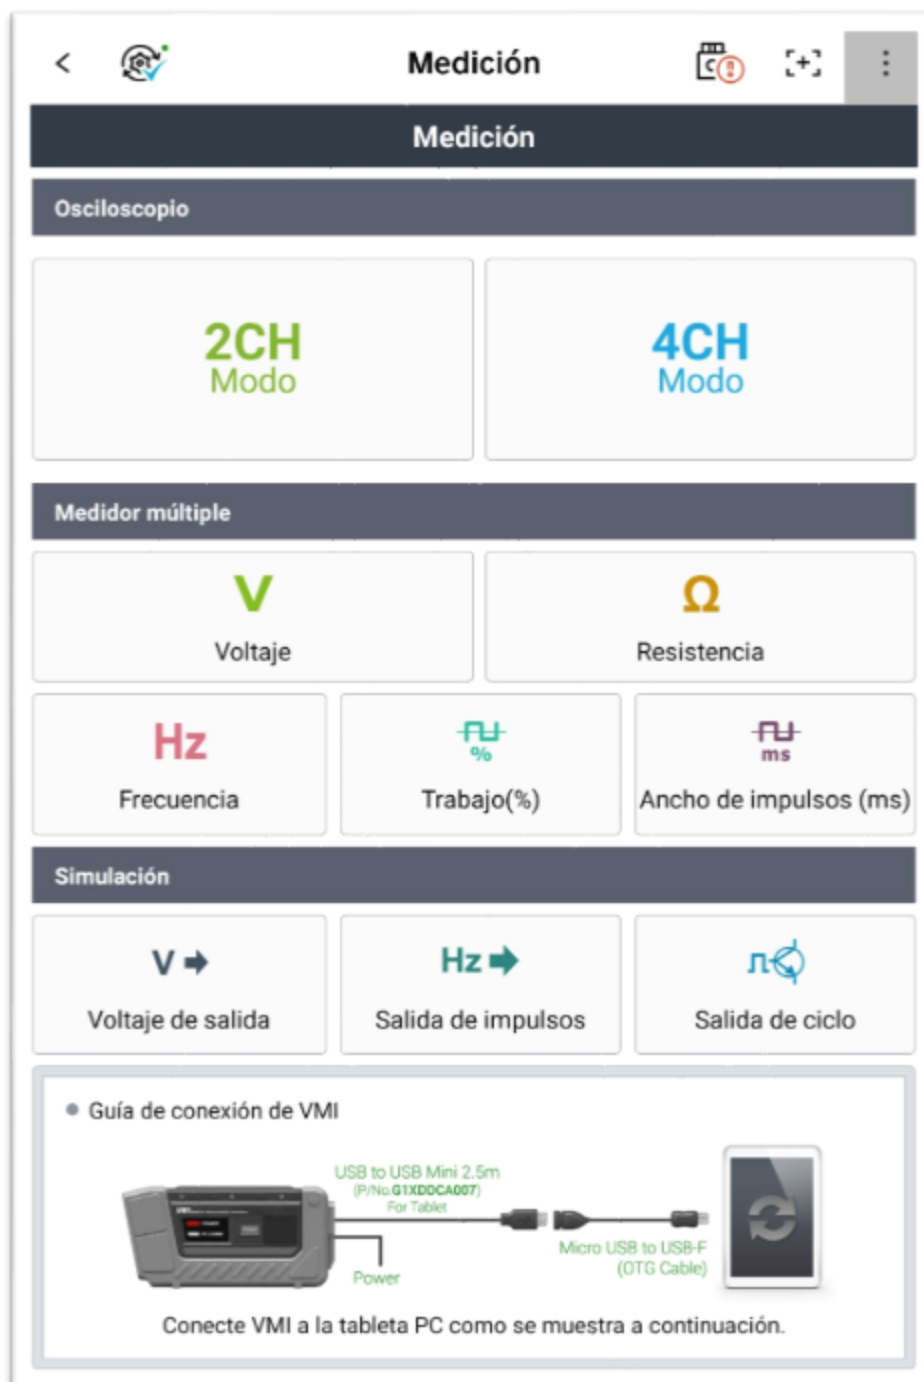 Medición
Medición
Osciloscopio
2CH
Modo
4CH
Modo
Medidor múltiple
V
Voltaje
Ω
Resistencia
Hz
Frecuencia
%
Trabajo(%)
ms
Ancho de impulsos (ms)
Simulación
V
Voltaje de salida
Hz
Salida de impulsos
Salida de ciclo
Guía de conexión de VMI
USB to USB Mini 2.5m
(P/No.G1XDDCA007)
For Tablet
Power
Micro USB to USB-F
(OTG Cable)
Conecte VMI a la tableta PC como se muestra a continuación.